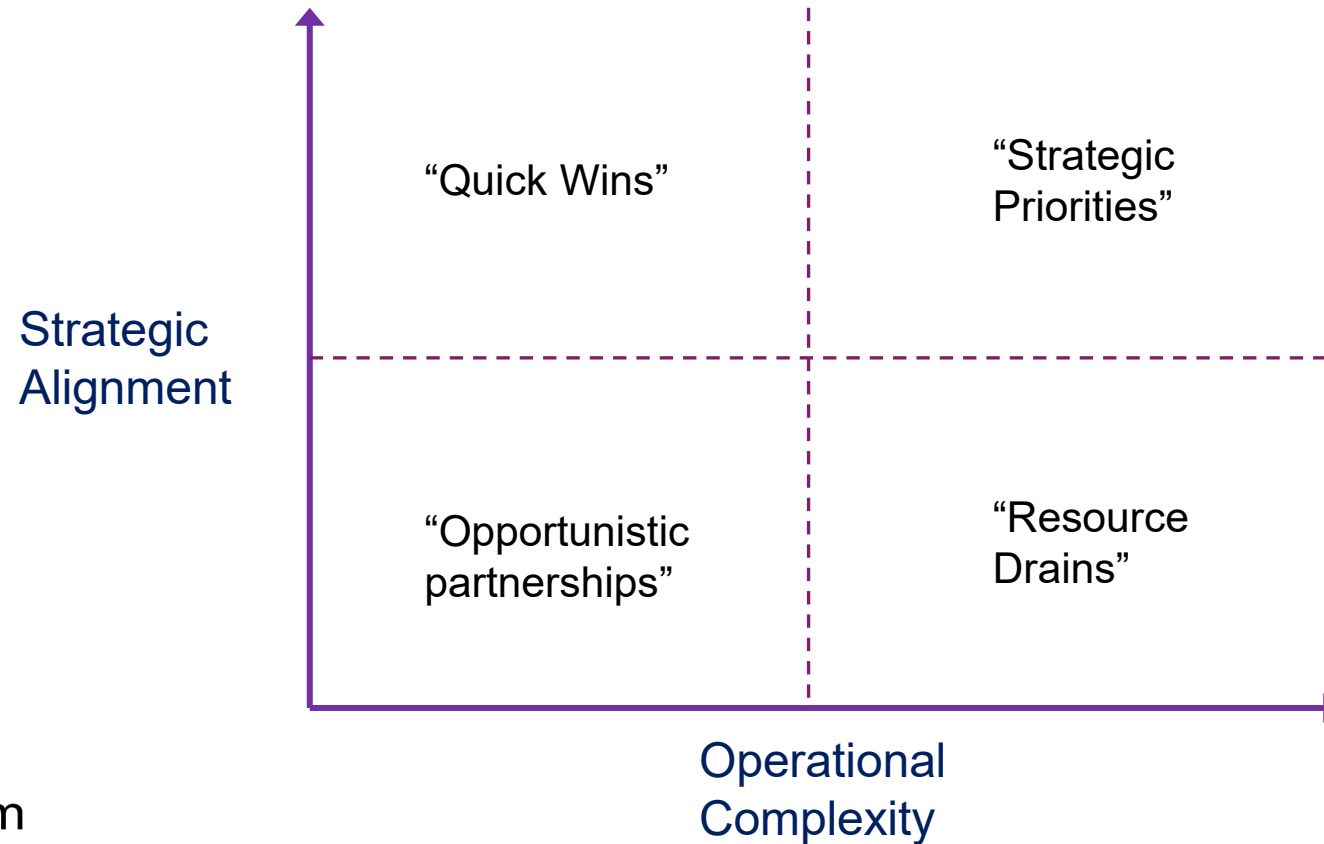 “Quick Wins”
“Strategic
Priorities”
Strategic
Alignment
“Opportunistic
partnerships”
“Resource
Drains”
Operational
Complexity
m